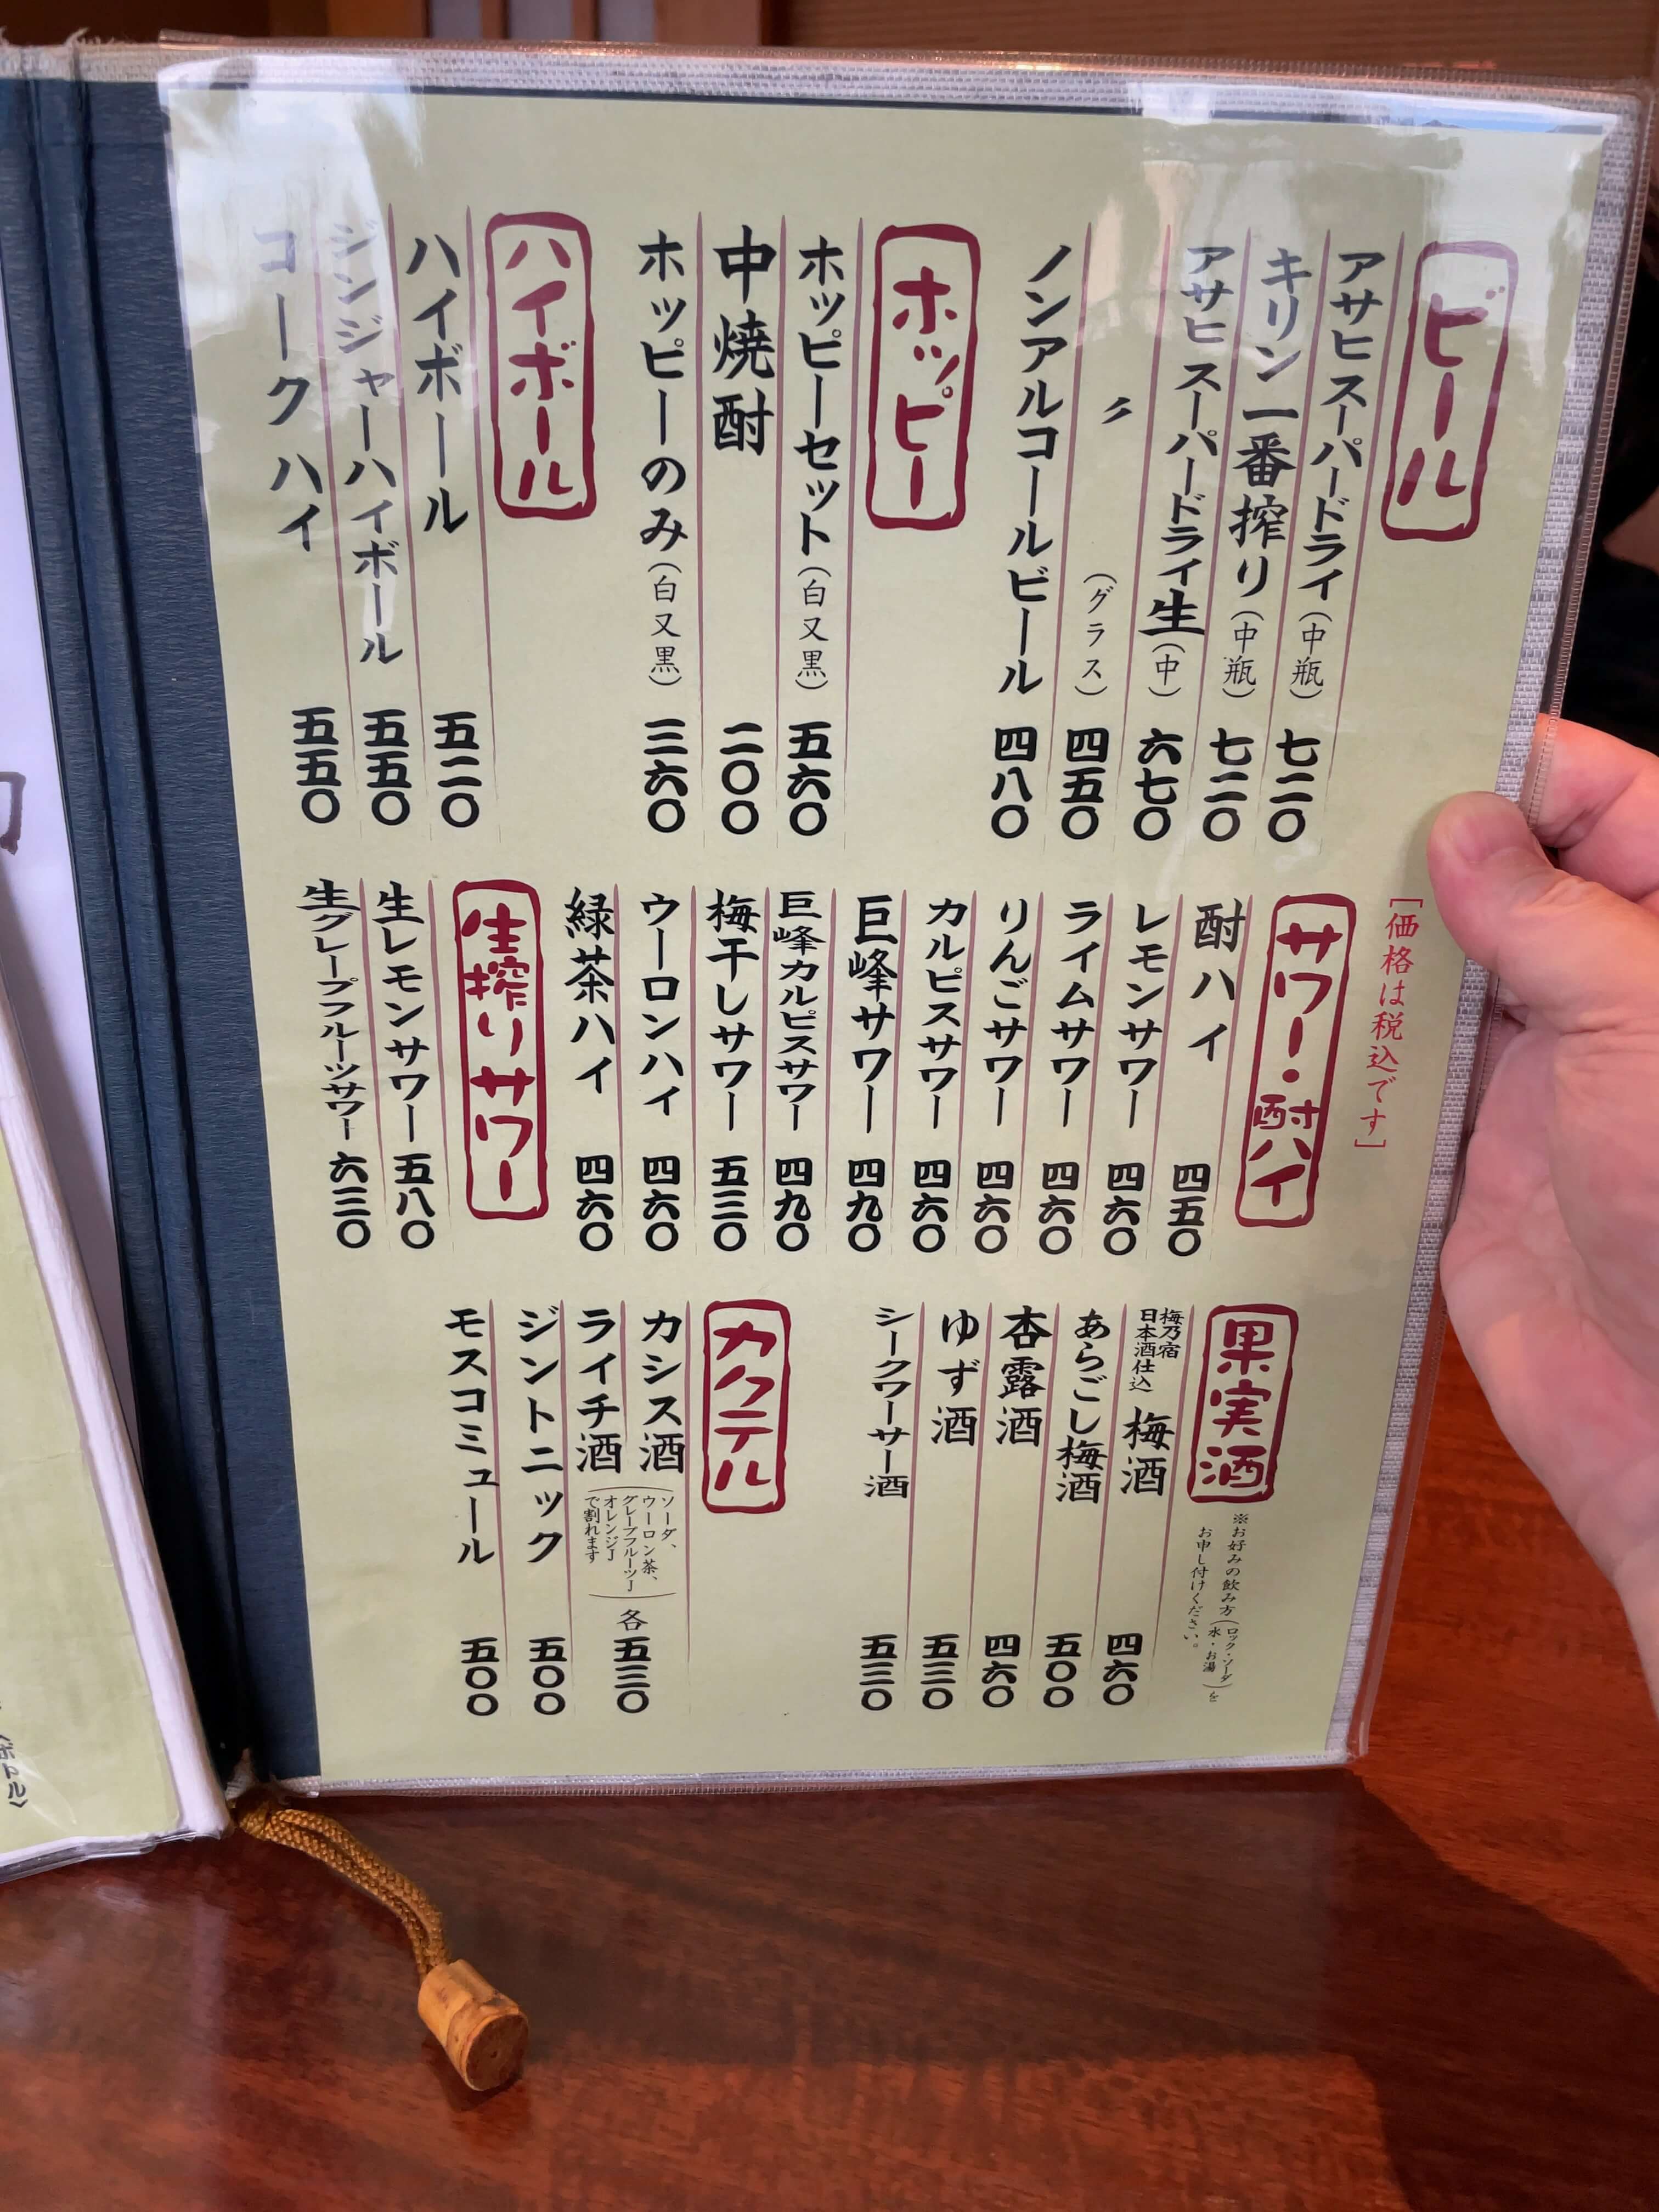 ビール
アサヒスーパードライ（中瓶） 七二〇
キリン一番搾り（中瓶） 七二〇
アサヒスーパードライ生（中） 六七〇
〃（グラス） 四五〇
ノンアルコールビール 四八〇
ホッピー
ホッピーセット（白又黒） 五六〇
中焼酎 二〇〇
ホッピーのみ（白又黒） 三六〇
ハイボール
ハイボール 五二〇
ジンジャーハイボール 五五〇
コークハイ 五五〇
［価格は税込です］
サワー・酎ハイ
酎ハイ 四五〇
レモンサワー 四六〇
ライムサワー 四六〇
りんごサワー 四六〇
カルピスサワー 四六〇
巨峰サワー 四九〇
巨峰カルピスサワー 四九〇
梅干しサワー 五三〇
ウーロンハイ 四六〇
緑茶ハイ 四六〇
生搾りサワー
生レモンサワー 五八〇
生グレープフルーツサワー 六三〇
果実酒
※お好みの飲み方（ロック・ソーダ・水・お湯）を
お申し付けください。
梅乃宿
日本酒仕込 梅酒 四六〇
あらごし梅酒 五〇〇
杏露酒 四六〇
ゆず酒 五三〇
シークワーサー酒 五三〇
カクテル
カシス酒
ライチ酒
（ソーダ、
ウーロン茶、
グレープフルーツJ
オレンジJ
で割れます） 各五三〇
ジントニック 五〇〇
モスコミュール 五〇〇
〈ボトル〉